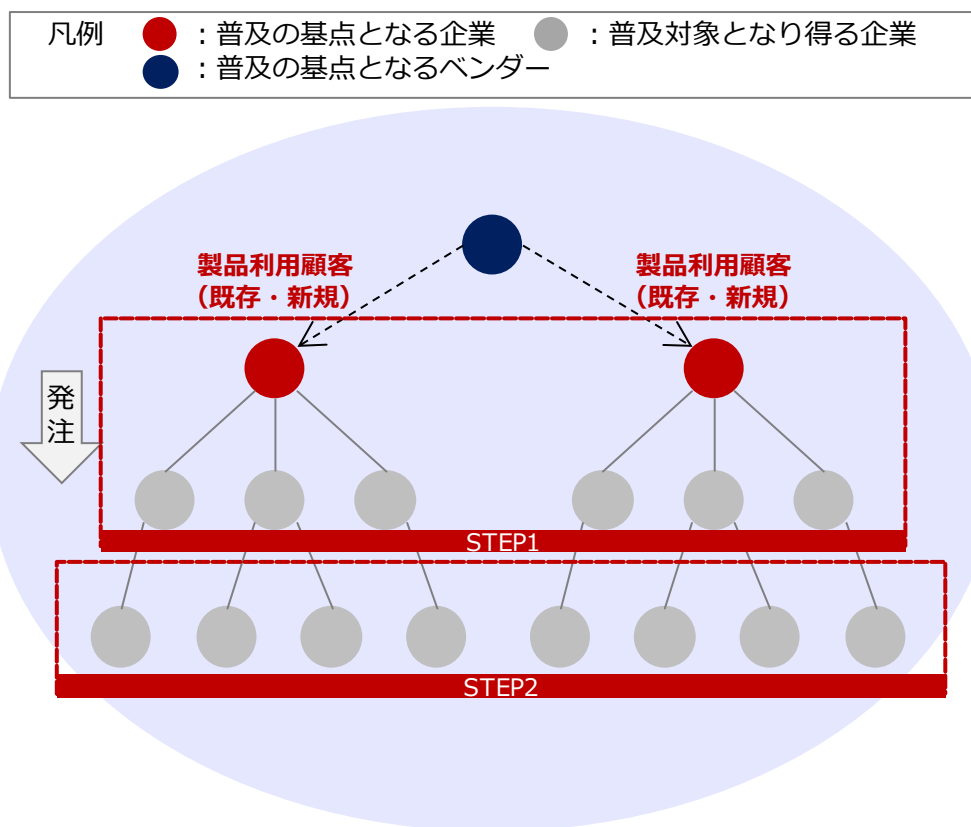 凡例 ：普及の基点となる企業 ：普及対象となり得る企業
：普及の基点となるベンダー
製品利用顧客
（既存・新規）
製品利用顧客
（既存・新規）
発
注
STEP1
STEP2